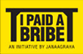 I PAID A
BRIBE
AN INITIATIVE BY JANAAGRAHA